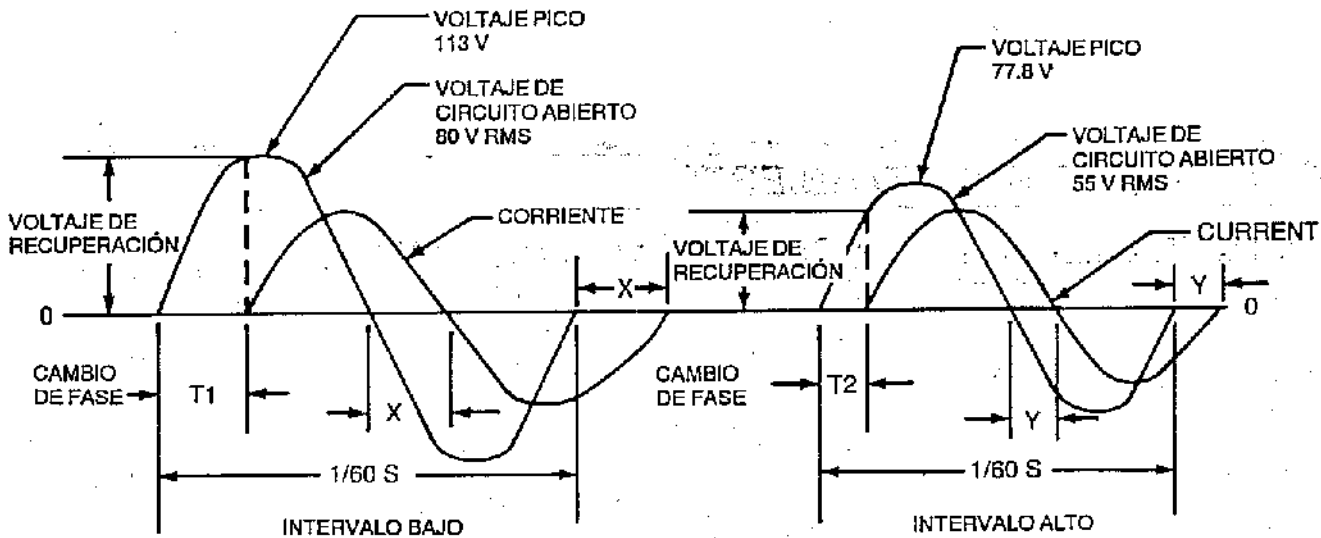 VOLTAJE PICO
113 V
VOLTAJE DE
CIRCUITO ABIERTO
80 V RMS
VOLTAJE DE
RECUPERACIÓN
CORRIENTE
X
0
CAMBIO
DE FASE
T1
X
1/60 S
INTERVALO BAJO
VOLTAJE PICO
77.8 V
VOLTAJE DE
CIRCUITO ABIERTO
55 V RMS
VOLTAJE DE
RECUPERACIÓN
CURRENT
Y
0
CAMBIO
DE FASE
T2
Y
1/60 S
INTERVALO ALTO